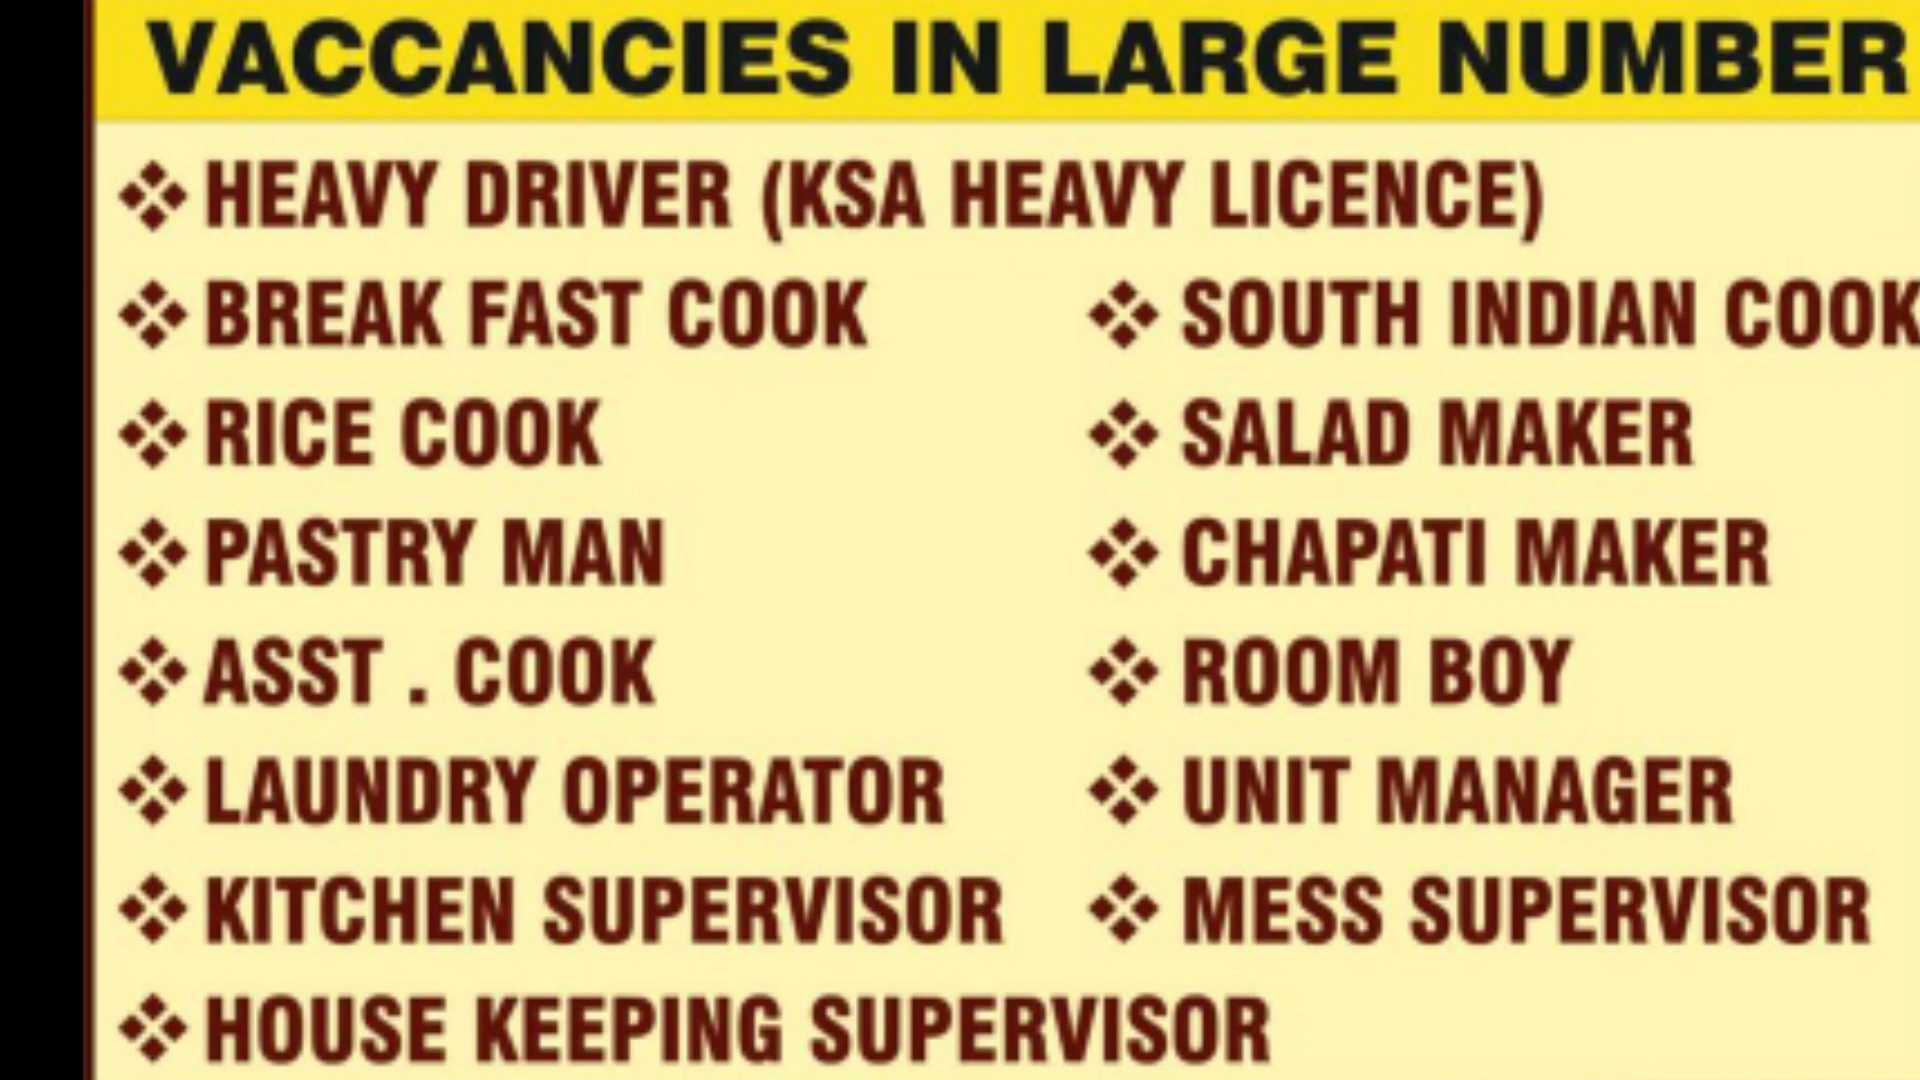 VACCANCIES IN LARGE NUMBER
❖ HEAVY DRIVER (KSA HEAVY LICENCE)
❖ BREAK FAST COOK ❖ SOUTH INDIAN COOK
❖ RICE COOK ❖ SALAD MAKER
❖ PASTRY MAN ❖ CHAPATI MAKER
❖ ASST . COOK ❖ ROOM BOY
❖ LAUNDRY OPERATOR ❖ UNIT MANAGER
❖ KITCHEN SUPERVISOR ❖ MESS SUPERVISOR
❖ HOUSE KEEPING SUPERVISOR